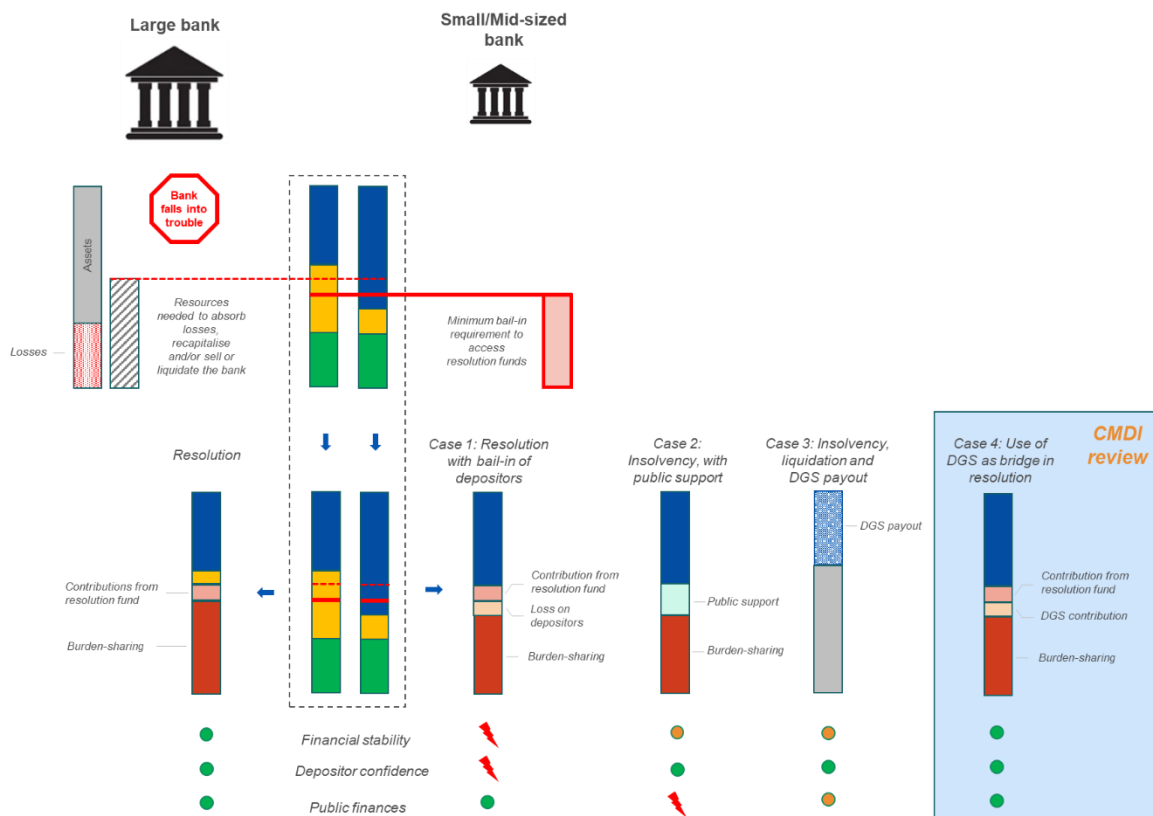 Large bank
Small/Mid-sized
bank
Bank
falls into
trouble
Assets
Losses
Resources
needed to absorb
losses,
recapitalise
and/or sell or
liquidate the bank
Minimum bail-in
requirement to
access
resolution funds
Resolution
Case 1: Resolution
with bail-in of
depositors
Case 2:
Insolvency, with
public support
Case 3: Insolvency,
liquidation and
DGS payout
Case 4: Use of
DGS as bridge in
resolution
CMDI
review
Contributions from
resolution fund
Burden-sharing
Contribution from
resolution fund
Loss on
depositors
Burden-sharing
Public support
Burden-sharing
DGS payout
Contribution from
resolution fund
DGS contribution
Burden-sharing
Financial stability
Depositor confidence
Public finances